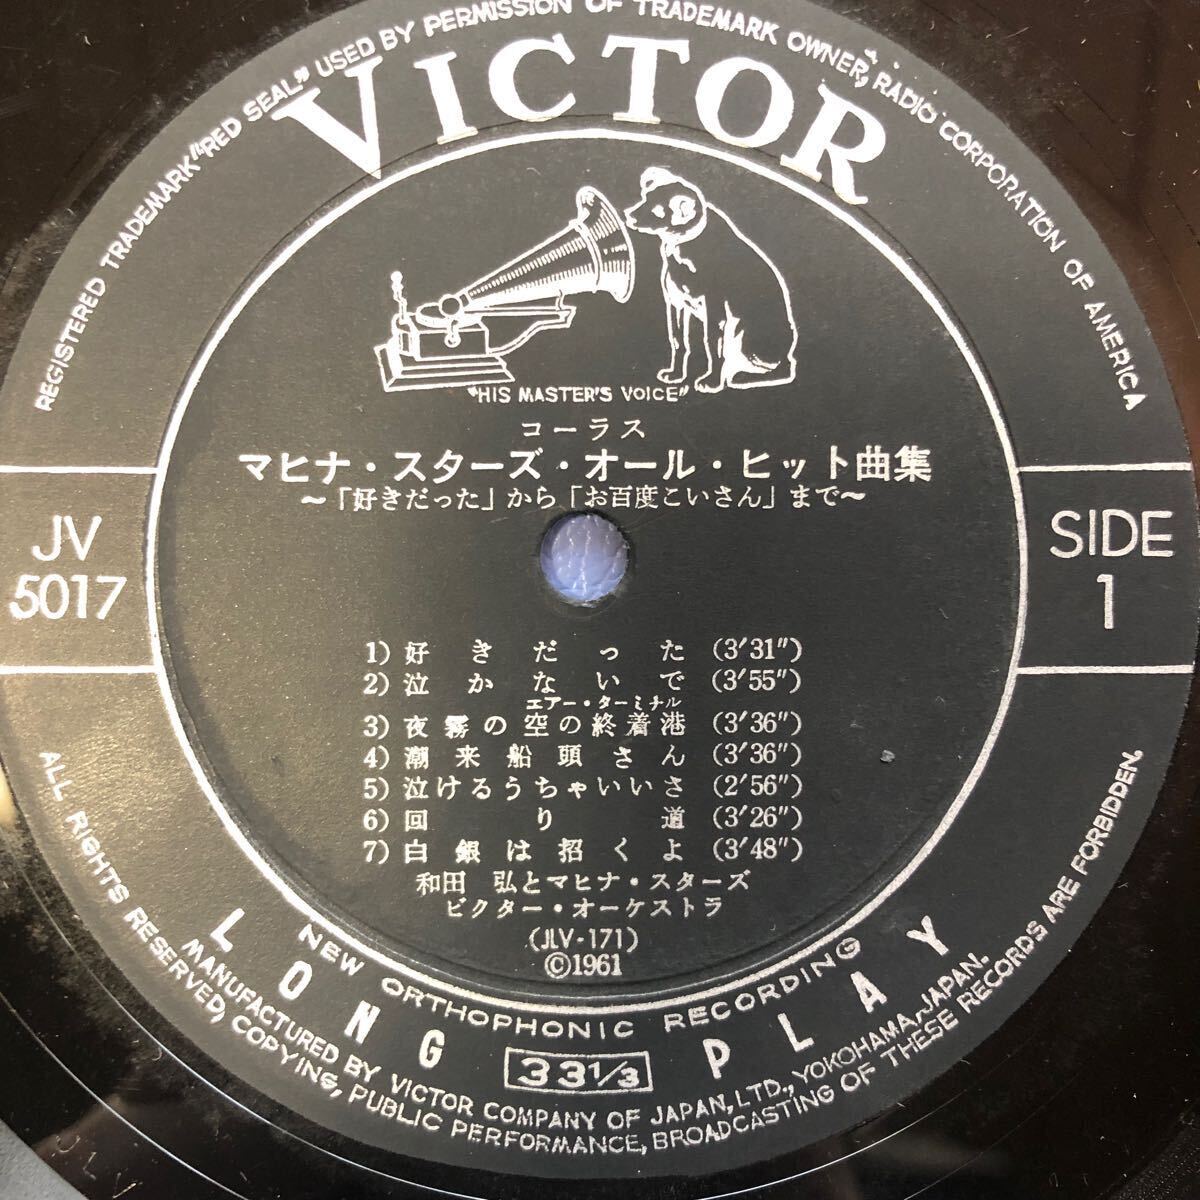 REGISTERED TRADEMARK "RED SEAL" USED BY PERMISSION OF TRADEMARK OWNER, RADIO CORPORATION OF AMERICA
VICTOR
"HIS MASTER'S VOICE"
コーラス
マヒナ・スターズ・オール・ヒット曲集
～「好きだった」から「お百度こいさん」まで～
JV
5017
SIDE
1
1) 好きだった (3′31″)
2) 泣かないで (3′55″)
エアー・ターミナル
3) 夜霧の空の終着港 (3′36″)
4) 潮来船頭さん (3′36″)
5) 泣けるうちゃいいさ (2′56″)
6) 回り道 (3′26″)
7) 白銀は招くよ (3′48″)
和田 弘とマヒナ・スターズ
ビクター・オーケストラ
(JLV-171)
©1961
NEW ORTHOPHONIC RECORDING
LONG PLAY
33 1/3
MANUFACTURED BY VICTOR COMPANY OF JAPAN, LTD., YOKOHAMA, JAPAN.
ALL RIGHTS RESERVED, COPYING, PUBLIC PERFORMANCE, BROADCASTING OF THESE RECORDS ARE FORBIDDEN.